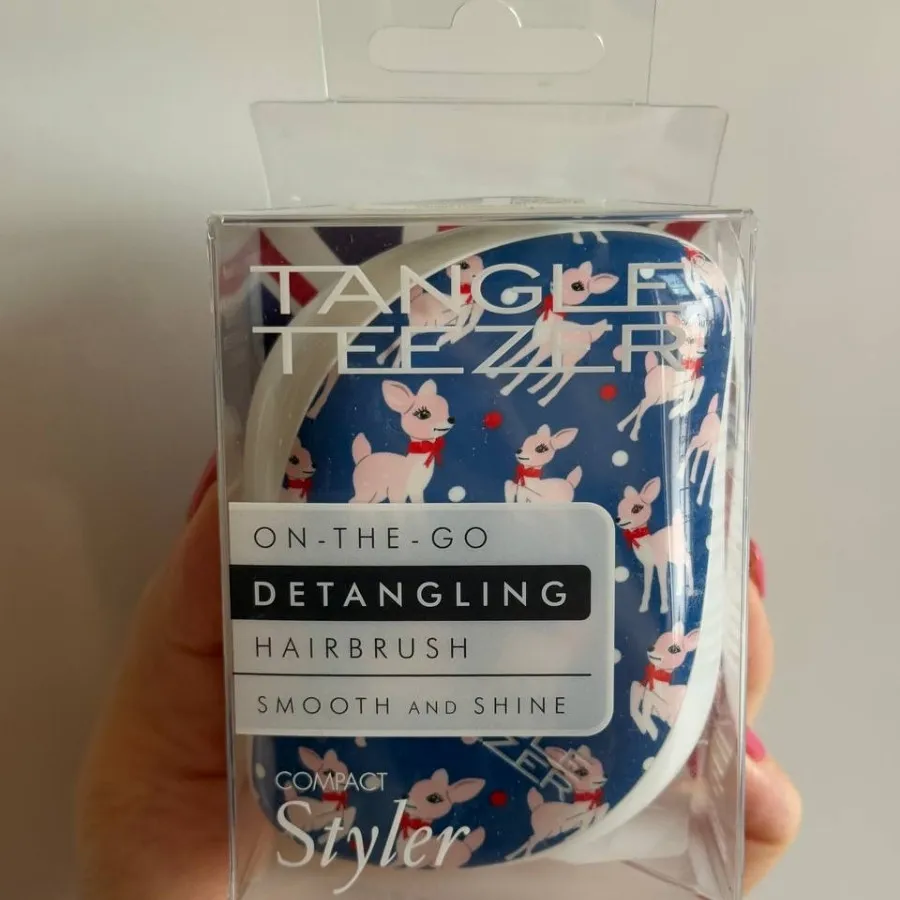 TANGLE
TEEZER
ON-THE-GO
DETANGLING
HAIRBRUSH
SMOOTH AND SHINE
COMPACT
Styler